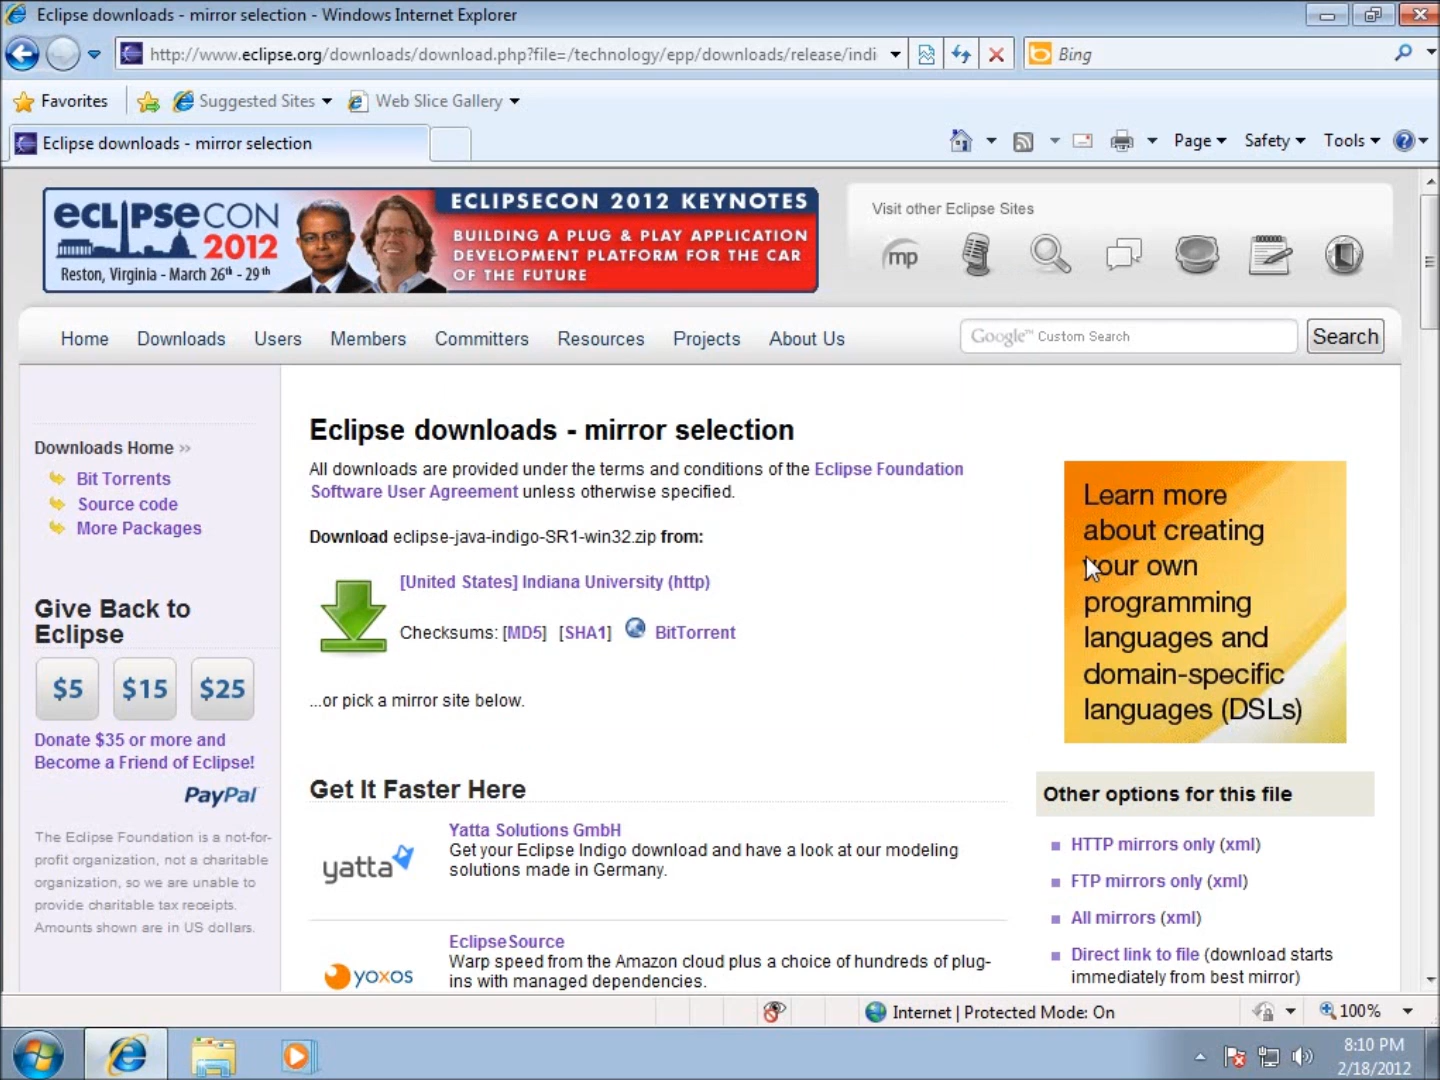 Eclipse downloads - mirror selection - Windows Internet Explorer
http://www.eclipse.org/downloads/download.php?file=/technology/epp/downloads/release/indi
Bing
Favorites
Suggested Sites
Web Slice Gallery
Eclipse downloads - mirror selection
Page
Safety
Tools
eclipsecon
2012
Reston, Virginia - March 26th - 29th
ECLIPSECON 2012 KEYNOTES
BUILDING A PLUG & PLAY APPLICATION
DEVELOPMENT PLATFORM FOR THE CAR
OF THE FUTURE
Visit other Eclipse Sites
mp
Home
Downloads
Users
Members
Committers
Resources
Projects
About Us
Google™ Custom Search
Search
Downloads Home »
Bit Torrents
Source code
More Packages
Give Back to
Eclipse
$5
$15
$25
Donate $35 or more and
Become a Friend of Eclipse!
PayPal
The Eclipse Foundation is a not-for-
profit organization, not a charitable
organization, so we are unable to
provide charitable tax receipts.
Amounts shown are in US dollars.
Eclipse downloads - mirror selection
All downloads are provided under the terms and conditions of the Eclipse Foundation
Software User Agreement unless otherwise specified.
Download eclipse-java-indigo-SR1-win32.zip from:
[United States] Indiana University (http)
Checksums: [MD5] [SHA1] BitTorrent
...or pick a mirror site below.
Get It Faster Here
yatta
Yatta Solutions GmbH
Get your Eclipse Indigo download and have a look at our modeling
solutions made in Germany.
yoxos
EclipseSource
Warp speed from the Amazon cloud plus a choice of hundreds of plug-
ins with managed dependencies.
Learn more
about creating
your own
programming
languages and
domain-specific
languages (DSLs)
Other options for this file
HTTP mirrors only (xml)
FTP mirrors only (xml)
All mirrors (xml)
Direct link to file (download starts
immediately from best mirror)
Internet | Protected Mode: On
100%
8:10 PM
2/18/2012